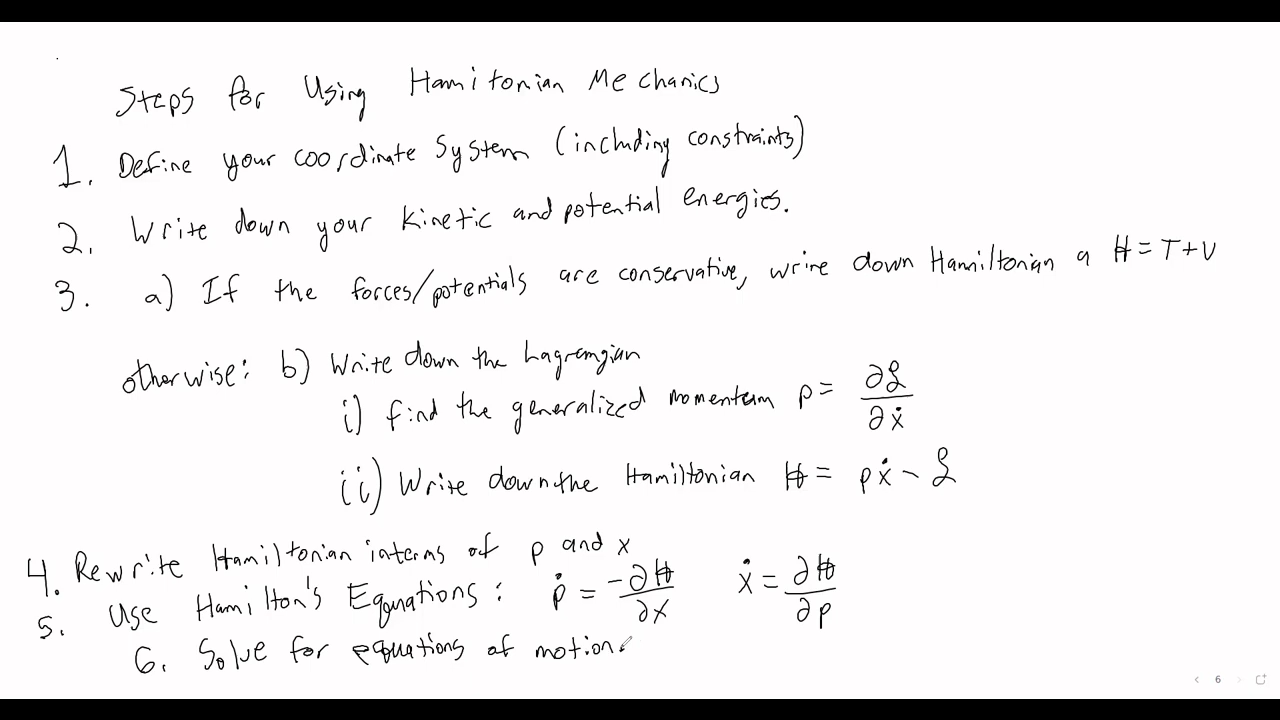 Steps for Using Hamiltonian Mechanics
1. Define your coordinate System (including constraints)
2. Write down your kinetic and potential energies.
3. a) If the forces/potentials are conservative, write down Hamiltonian a H = T + U
otherwise: b) Write down the Lagrangian
i) find the generalized momentum p = ∂ℒ/∂ẋ
ii) Write down the Hamiltonian H = pẋ - ℒ
4. Rewrite Hamiltonian interms of p and x
5. Use Hamilton's Equations: ṗ = -∂H/∂x ẋ = ∂H/∂p
6. Solve for equations of motion.
6